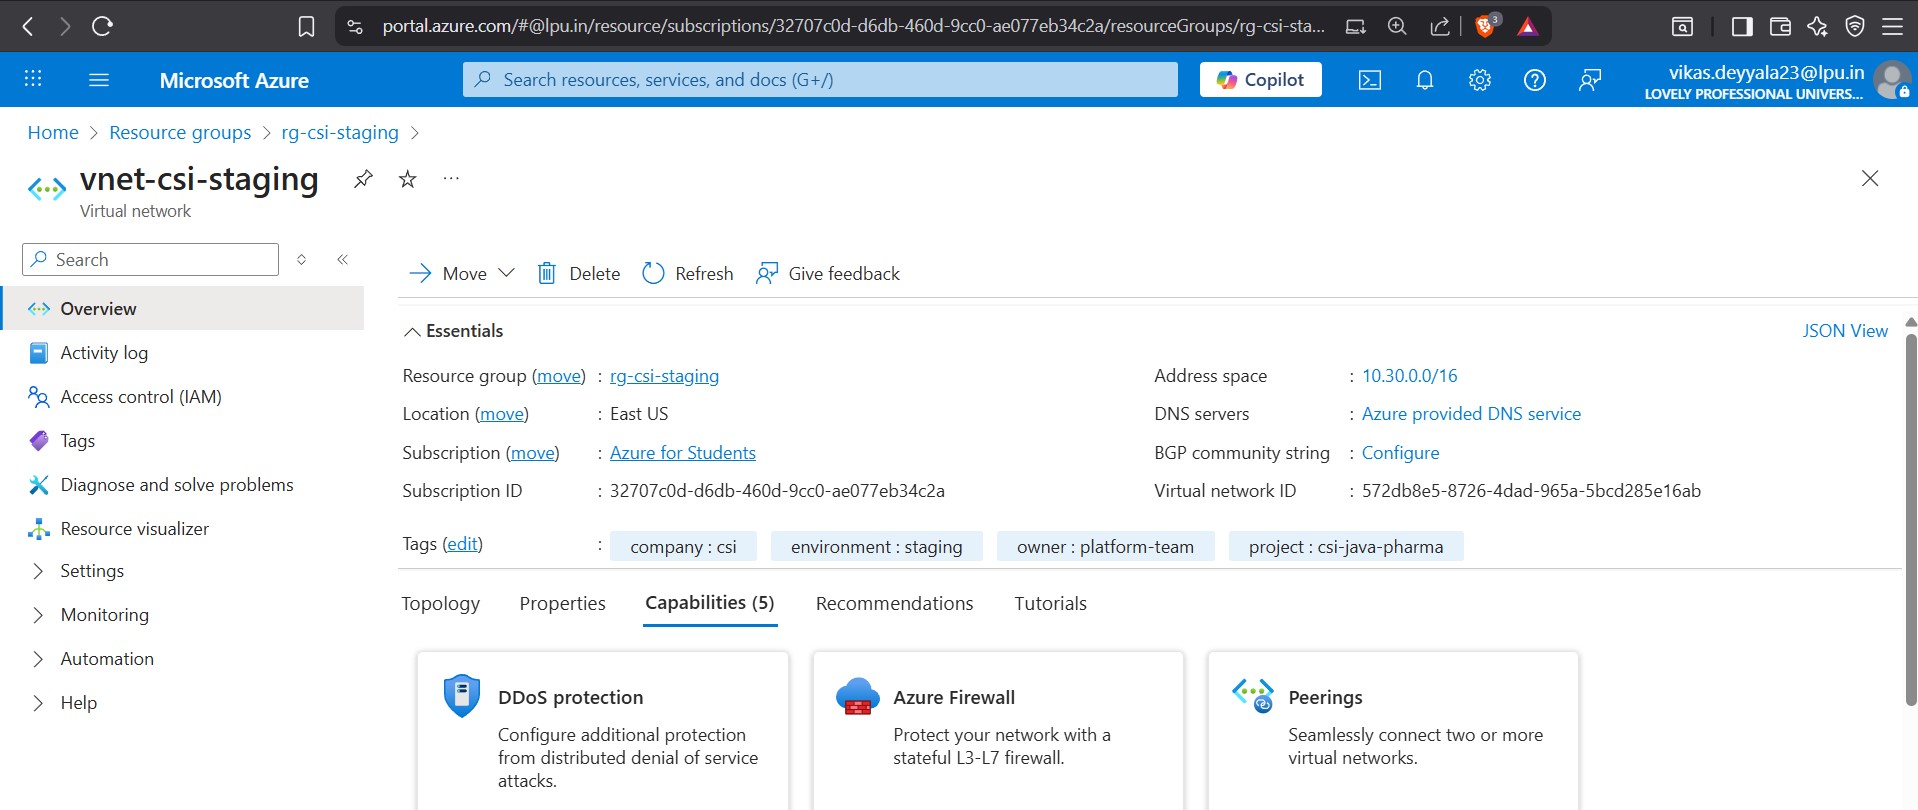 portal.azure.com/#@lpu.in/resource/subscriptions/32707c0d-d6db-460d-9cc0-ae077eb34c2a/resourceGroups/rg-csi-sta...
3
Microsoft Azure
Search resources, services, and docs (G+/)
Copilot
vikas.deyyala23@lpu.in
LOVELY PROFESSIONAL UNIVERS...
Home > Resource groups > rg-csi-staging >
vnet-csi-staging
Virtual network
Search
Overview
Activity log
Access control (IAM)
Tags
Diagnose and solve problems
Resource visualizer
Settings
Monitoring
Automation
Help
Move
Delete
Refresh
Give feedback
Essentials
JSON View
Resource group (move) : rg-csi-staging
Location (move) : East US
Subscription (move) : Azure for Students
Subscription ID : 32707c0d-d6db-460d-9cc0-ae077eb34c2a
Address space : 10.30.0.0/16
DNS servers : Azure provided DNS service
BGP community string : Configure
Virtual network ID : 572db8e5-8726-4dad-965a-5bcd285e16ab
Tags (edit) : company : csi environment : staging owner : platform-team project : csi-java-pharma
Topology
Properties
Capabilities (5)
Recommendations
Tutorials
DDoS protection
Configure additional protection
from distributed denial of service
attacks.
Azure Firewall
Protect your network with a
stateful L3-L7 firewall.
Peerings
Seamlessly connect two or more
virtual networks.